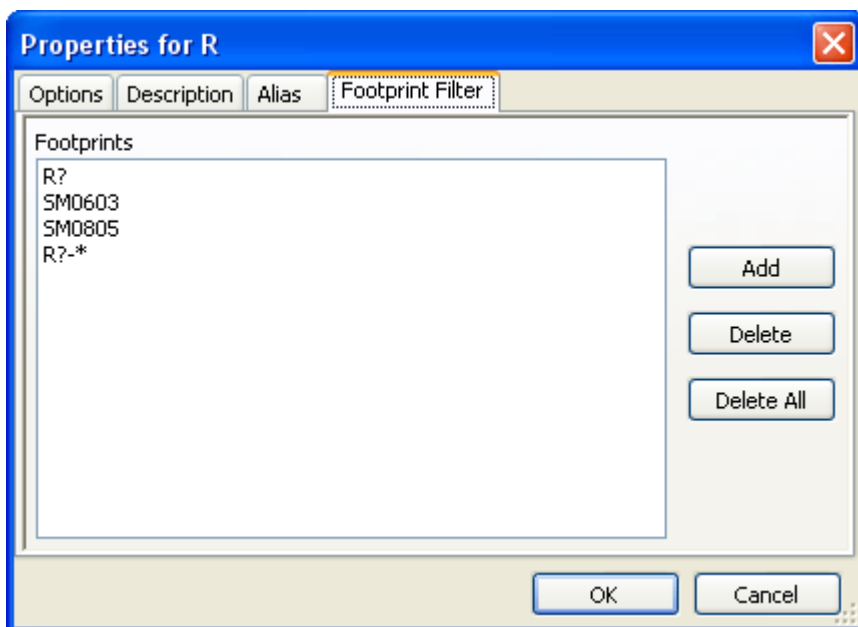 Properties for R
Options Description Alias Footprint Filter
Footprints
R?
SM0603
SM0805
R?-*
Add
Delete
Delete All
OK Cancel